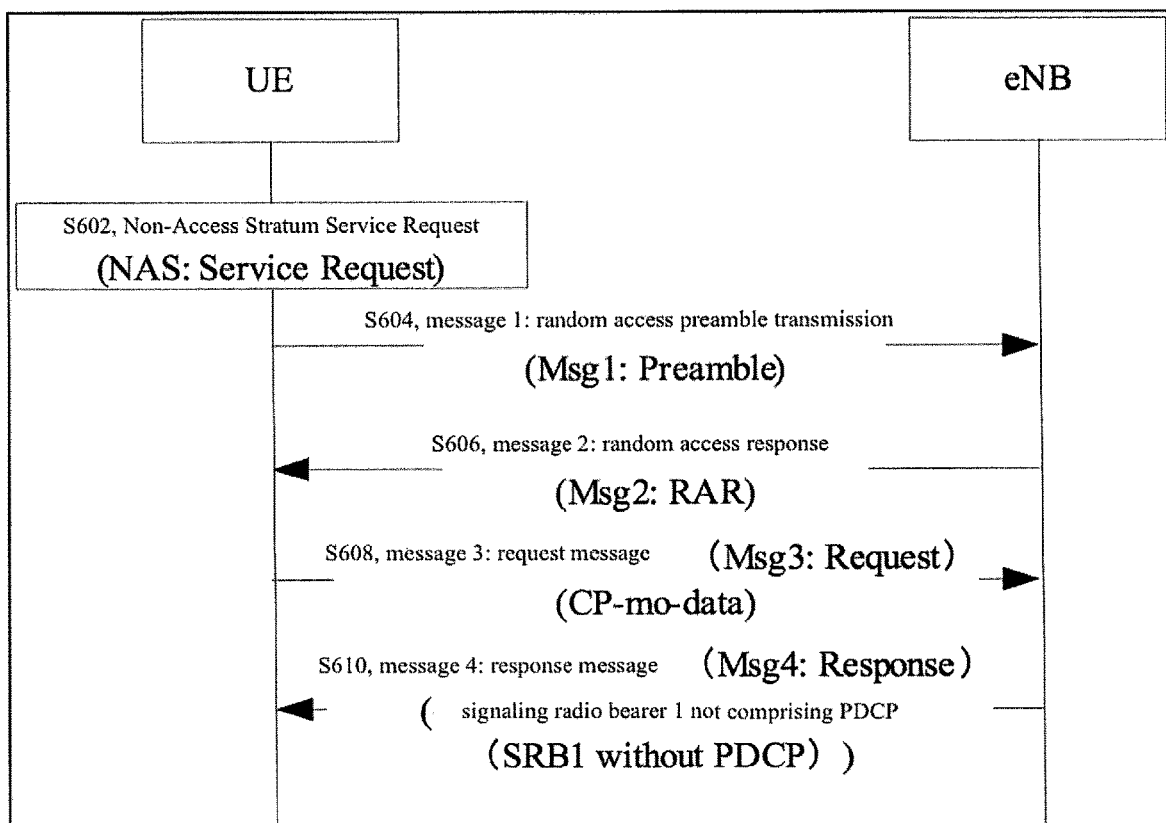 UE
eNB
S602, Non-Access Stratum Service Request
(NAS: Service Request)
S604, message 1: random access preamble transmission
(Msg1: Preamble)
S606, message 2: random access response
(Msg2: RAR)
S608, message 3: request message (Msg3: Request)
(CP-mo-data)
S610, message 4: response message (Msg4: Response)
( signaling radio bearer 1 not comprising PDCP
(SRB1 without PDCP) )